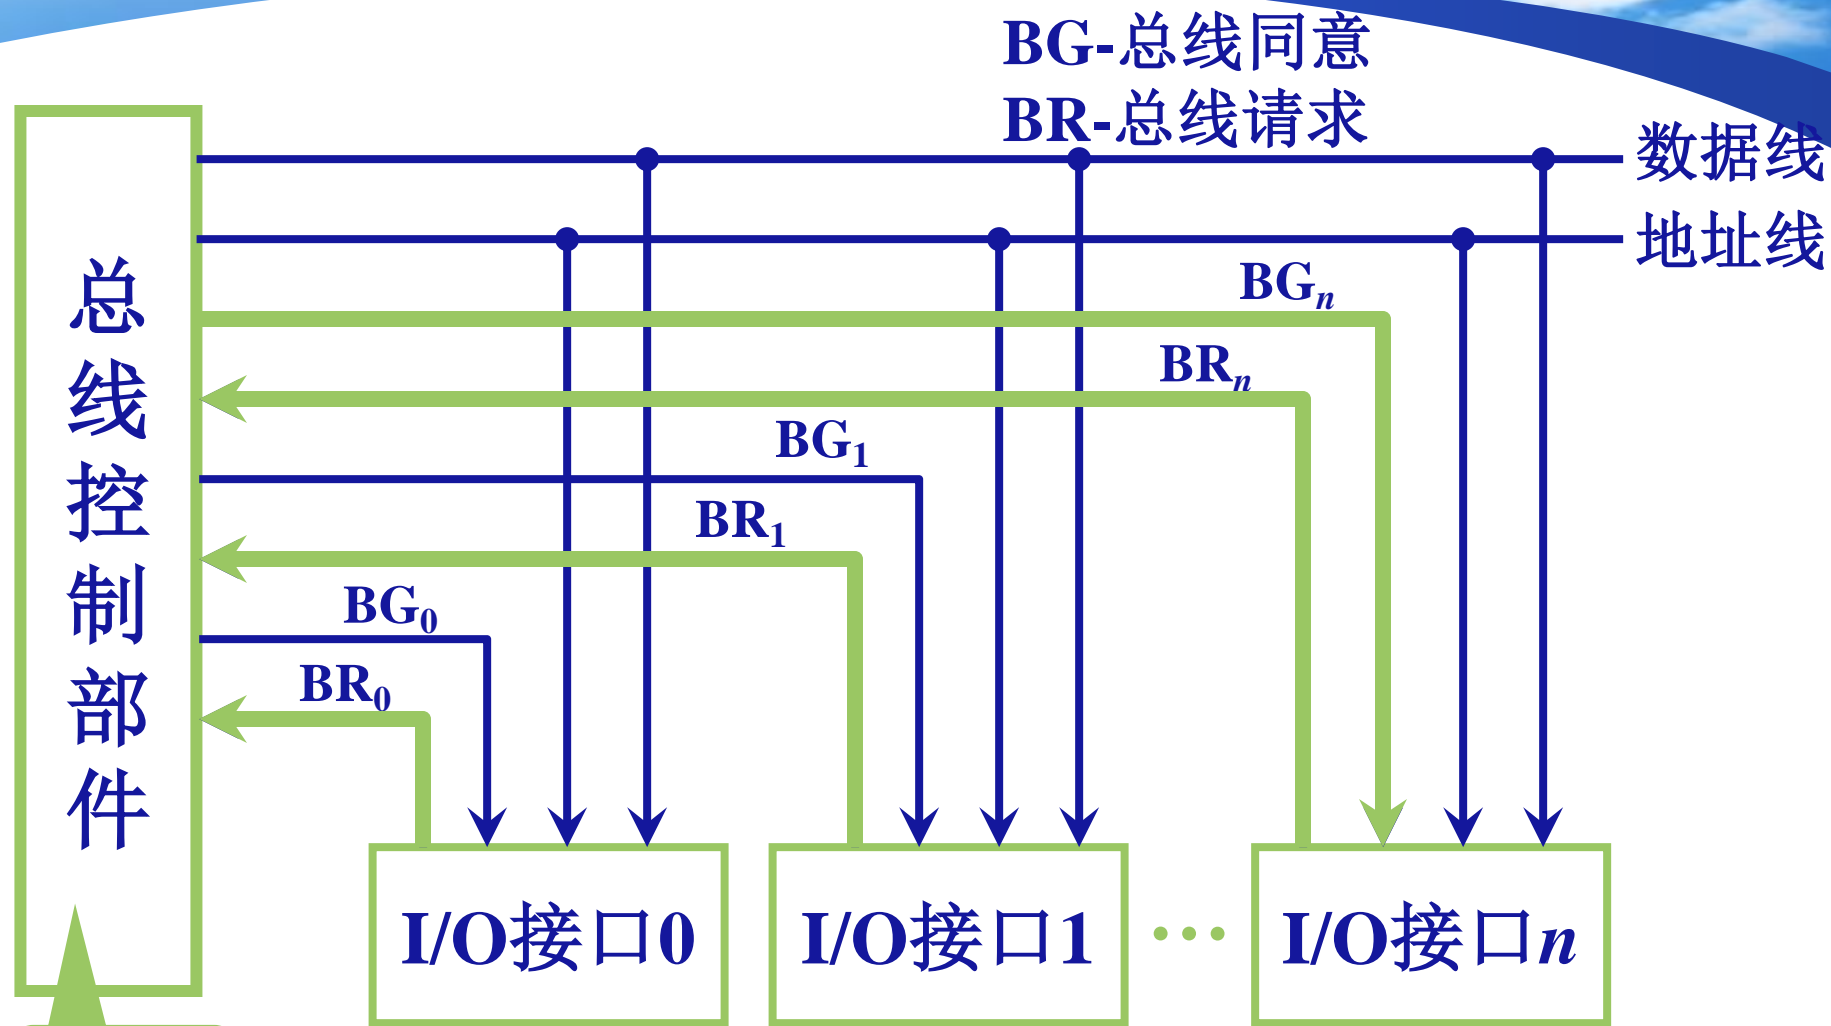 BG-总线同意
BR-总线请求
数据线
地址线
总线控制部件
BGn
BRn
BG1
BR1
BG0
BR0
I/O接口0
I/O接口1
…
I/O接口n